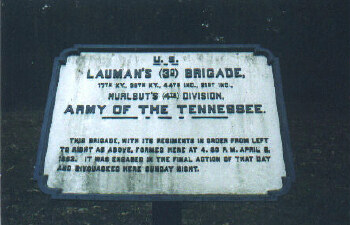 U. S.
LAUMAN'S (3D) BRIGADE,
17TH KY., 25TH KY., 44TH IND., 31ST IND.,
HURLBUT'S (4TH) DIVISION,
ARMY OF THE TENNESSEE.
THIS BRIGADE, WITH ITS REGIMENTS IN ORDER FROM LEFT
TO RIGHT AS ABOVE, FORMED HERE AT 4.30 P.M. APRIL 6,
1862. IT WAS ENGAGED IN THE FINAL ACTION OF THAT DAY
AND BIVOUACKED HERE SUNDAY NIGHT.